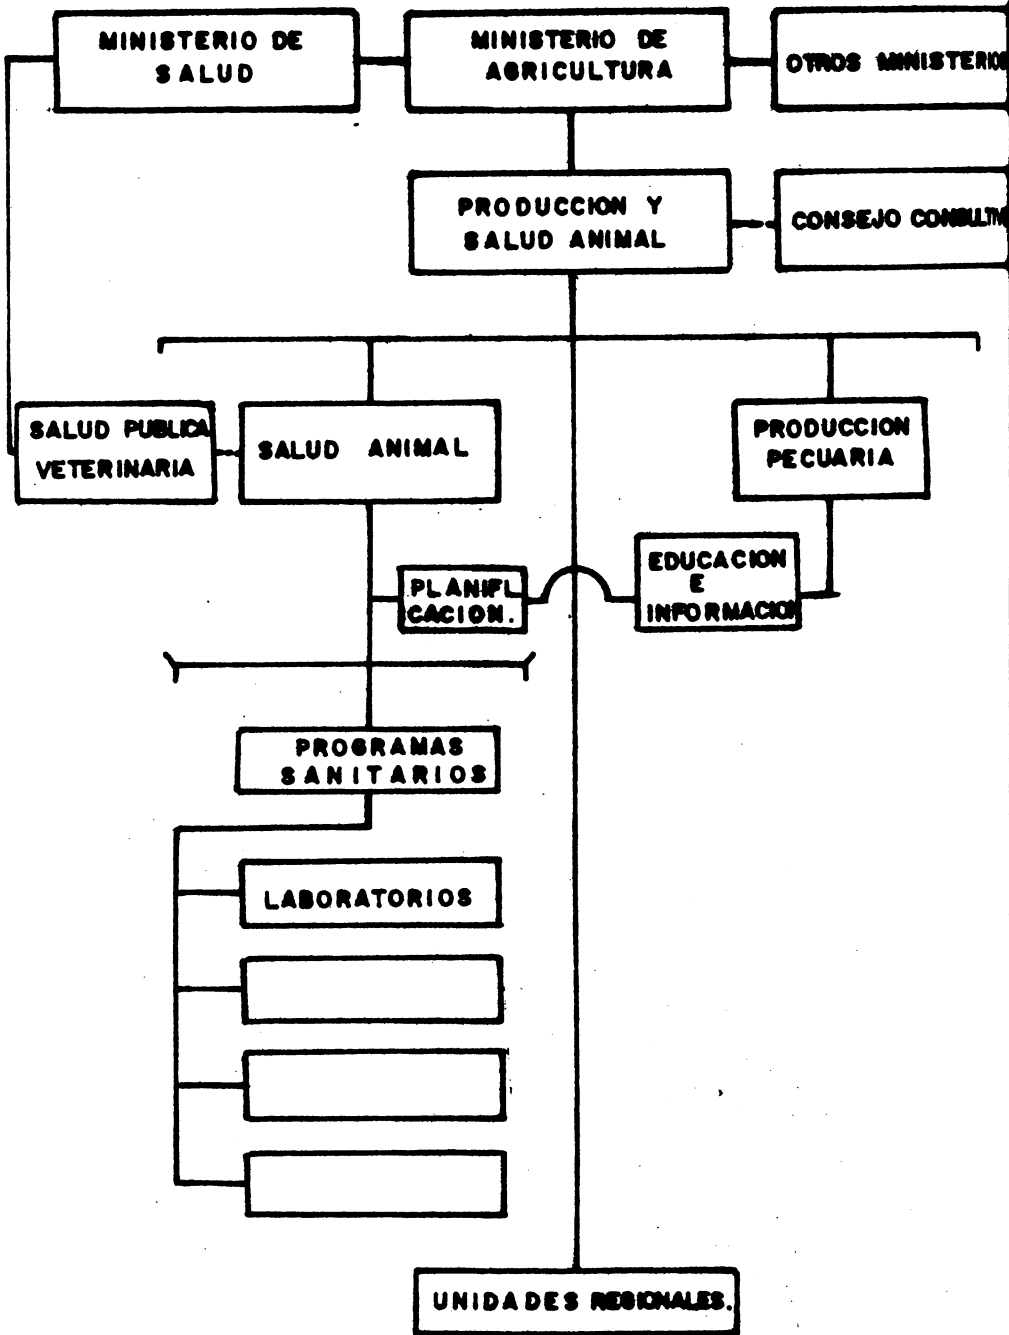 MINISTERIO DE
SALUD
MINISTERIO DE
AGRICULTURA
OTROS MINISTERIO
PRODUCCION Y
SALUD ANIMAL
CONSEJO CONSULTIV
SALUD PUBLICA
VETERINARIA
SALUD ANIMAL
PRODUCCION
PECUARIA
PLANIFI
CACION.
EDUCACION
E
INFORMACION
PROGRAMAS
SANITARIOS
LABORATORIOS
UNIDADES REGIONALES.